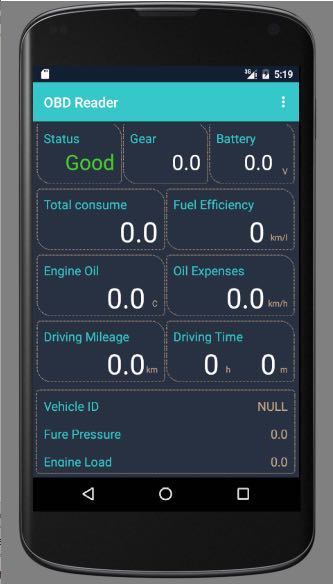 3G 5:19
OBD Reader
Status Gear Battery
Good 0.0 0.0 V
Total consume Fuel Efficiency
0.0 0 km/l
Engine Oil Oil Expenses
0.0 C 0.0 km/h
Driving Mileage Driving Time
0.0 km 0 h 0 m
Vehicle ID NULL
Fure Pressure 0.0
Engine Load 0.0